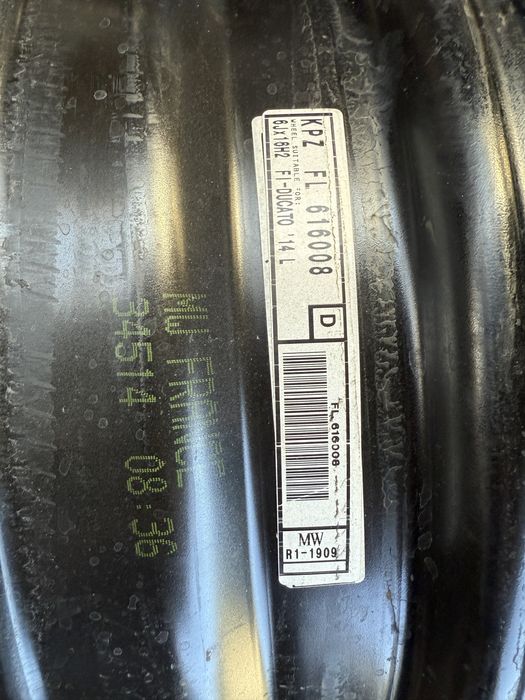 KPZ FL 616008
WHEEL SUITABLE FOR:
6Jx16H2 FI-DUCATO '14 L
D
FL 616008
MW
R1-1909
MW FRANCE
34514 08:36